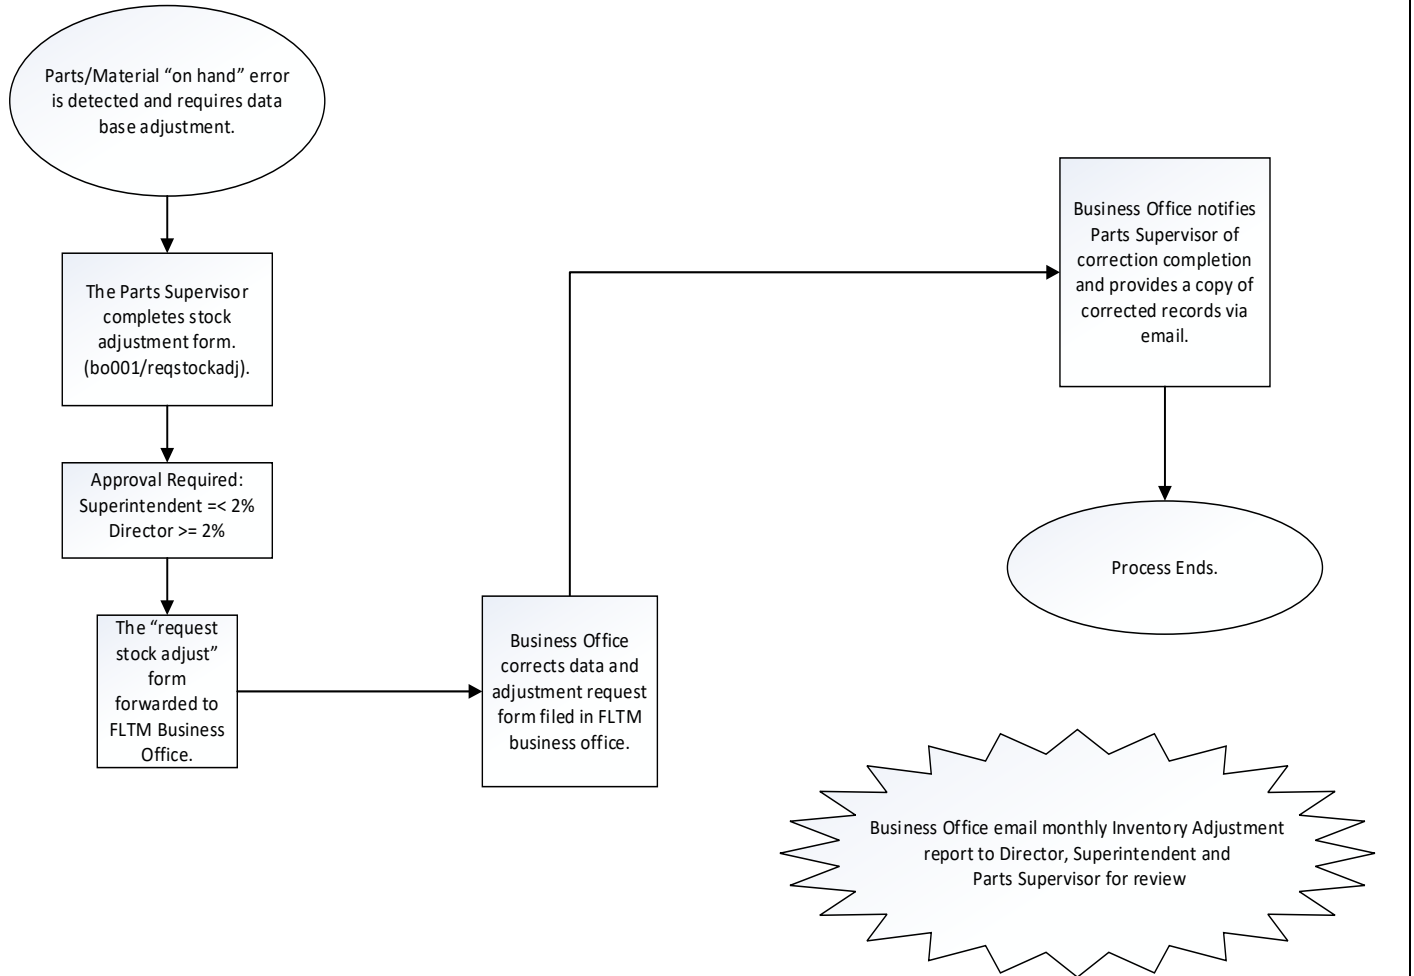 Parts/Material “on hand” error
is detected and requires data
base adjustment.
The Parts Supervisor
completes stock
adjustment form.
(bo001/reqstockadj).
Approval Required:
Superintendent =< 2%
Director >= 2%
The “request
stock adjust”
form
forwarded to
FLTM Business
Office.
Business Office
corrects data and
adjustment request
form filed in FLTM
business office.
Business Office notifies
Parts Supervisor of
correction completion
and provides a copy of
corrected records via
email.
Process Ends.
Business Office email monthly Inventory Adjustment
report to Director, Superintendent and
Parts Supervisor for review